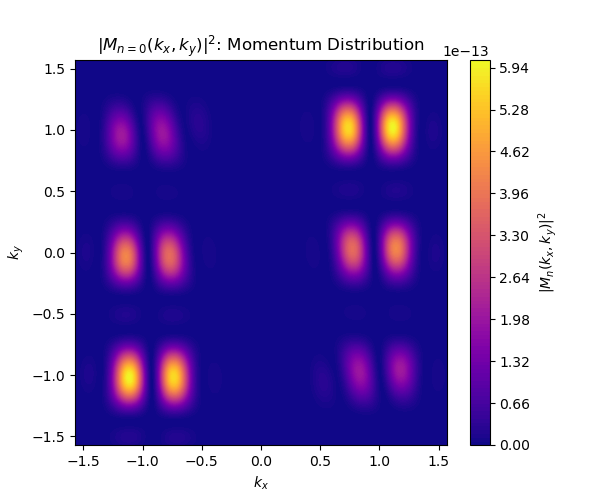 |M_{n=0}(k_x, k_y)|²: Momentum Distribution
1e−13
1.5
1.0
0.5
0.0
−0.5
−1.0
−1.5
k_y
−1.5 −1.0 −0.5 0.0 0.5 1.0 1.5
k_x
5.94
5.28
4.62
3.96
3.30
2.64
1.98
1.32
0.66
0.00
|M_n(k_x, k_y)|²